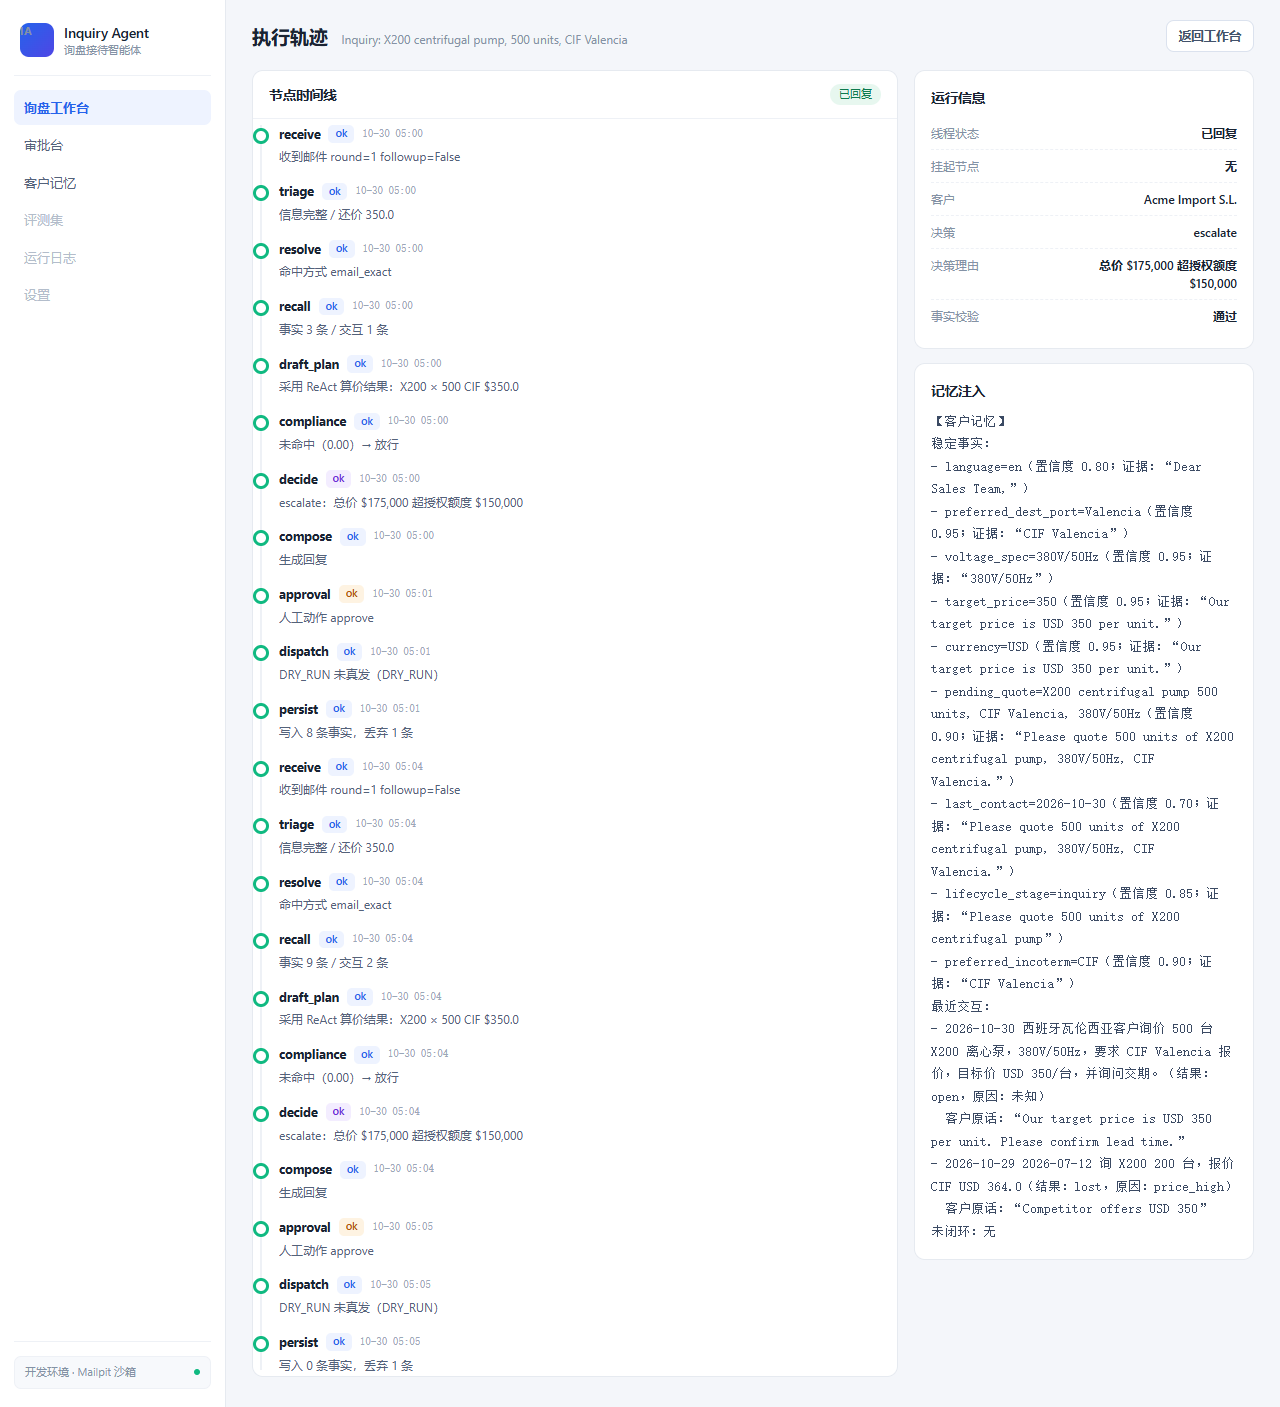 IA
Inquiry Agent
询盘接待智能体
询盘工作台
审批台
客户记忆
评测集
运行日志
设置
开发环境 · Mailpit 沙箱
执行轨迹
Inquiry: X200 centrifugal pump, 500 units, CIF Valencia
返回工作台
节点时间线
已回复
receive ok 10-30 05:00
收到邮件 round=1 followup=False
triage ok 10-30 05:00
信息完整 / 还价 350.0
resolve ok 10-30 05:00
命中方式 email_exact
recall ok 10-30 05:00
事实 3 条 / 交互 1 条
draft_plan ok 10-30 05:00
采用 ReAct 算价结果：X200 × 500 CIF $350.0
compliance ok 10-30 05:00
未命中（0.00）→ 放行
decide ok 10-30 05:00
escalate：总价 $175,000 超授权额度 $150,000
compose ok 10-30 05:00
生成回复
approval ok 10-30 05:01
人工动作 approve
dispatch ok 10-30 05:01
DRY_RUN 未真发（DRY_RUN）
persist ok 10-30 05:01
写入 8 条事实，丢弃 1 条
receive ok 10-30 05:04
收到邮件 round=1 followup=False
triage ok 10-30 05:04
信息完整 / 还价 350.0
resolve ok 10-30 05:04
命中方式 email_exact
recall ok 10-30 05:04
事实 9 条 / 交互 2 条
draft_plan ok 10-30 05:04
采用 ReAct 算价结果：X200 × 500 CIF $350.0
compliance ok 10-30 05:04
未命中（0.00）→ 放行
decide ok 10-30 05:04
escalate：总价 $175,000 超授权额度 $150,000
compose ok 10-30 05:04
生成回复
approval ok 10-30 05:05
人工动作 approve
dispatch ok 10-30 05:05
DRY_RUN 未真发（DRY_RUN）
persist ok 10-30 05:05
写入 0 条事实，丢弃 1 条
运行信息
线程状态 已回复
挂起节点 无
客户 Acme Import S.L.
决策 escalate
决策理由 总价 $175,000 超授权额度
$150,000
事实校验 通过
记忆注入
【客户记忆】
稳定事实：
- language=en（置信度 0.80；证据：“Dear
Sales Team,”）
- preferred_dest_port=Valencia（置信度
0.95；证据：“CIF Valencia”）
- voltage_spec=380V/50Hz（置信度 0.95；证
据：“380V/50Hz”）
- target_price=350（置信度 0.95；证据：“Our
target price is USD 350 per unit.”）
- currency=USD（置信度 0.95；证据：“Our
target price is USD 350 per unit.”）
- pending_quote=X200 centrifugal pump 500
units, CIF Valencia, 380V/50Hz（置信度
0.90；证据：“Please quote 500 units of X200
centrifugal pump, 380V/50Hz, CIF
Valencia.”）
- last_contact=2026-10-30（置信度 0.70；证
据：“Please quote 500 units of X200
centrifugal pump, 380V/50Hz, CIF
Valencia.”）
- lifecycle_stage=inquiry（置信度 0.85；证
据：“Please quote 500 units of X200
centrifugal pump”）
- preferred_incoterm=CIF（置信度 0.90；证
据：“CIF Valencia”）
最近交互：
- 2026-10-30 西班牙瓦伦西亚客户询价 500 台
X200 离心泵，380V/50Hz，要求 CIF Valencia 报
价，目标价 USD 350/台，并询问交期。（结果：
open，原因：未知）
客户原话：“Our target price is USD 350
per unit. Please confirm lead time.”
- 2026-10-29 2026-07-12 询 X200 200 台，报价
CIF USD 364.0（结果：lost，原因：price_high）
客户原话：“Competitor offers USD 350”
未闭环：无